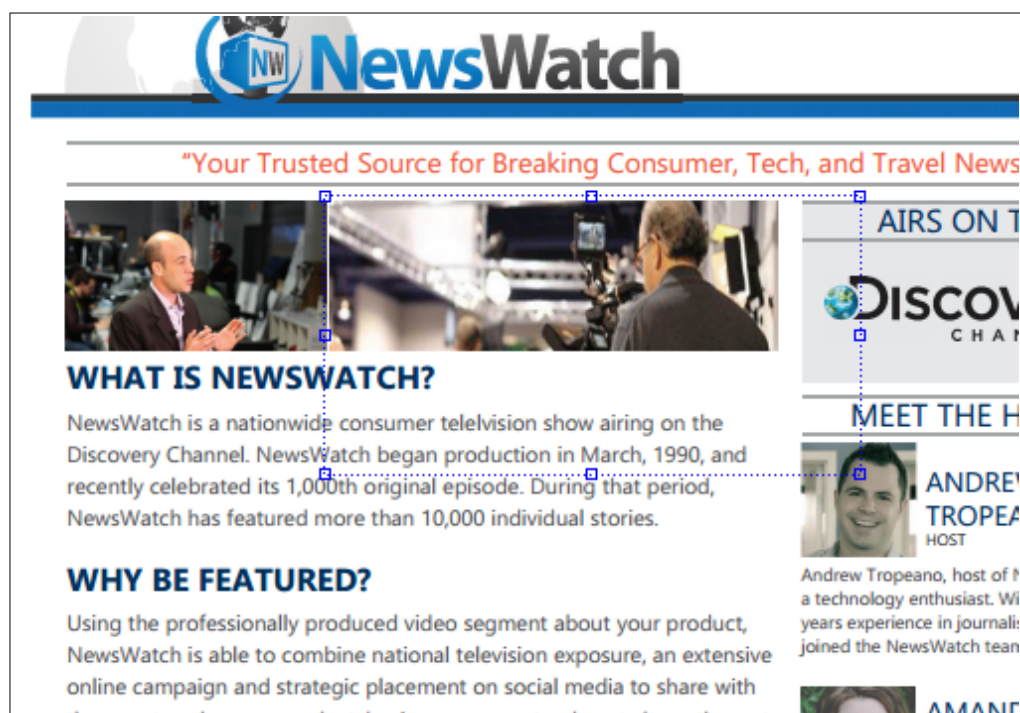 NW NewsWatch
"Your Trusted Source for Breaking Consumer, Tech, and Travel News
WHAT IS NEWSWATCH?
NewsWatch is a nationwide consumer telelvision show airing on the
Discovery Channel. NewsWatch began production in March, 1990, and
recently celebrated its 1,000th original episode. During that period,
NewsWatch has featured more than 10,000 individual stories.
WHY BE FEATURED?
Using the professionally produced video segment about your product,
NewsWatch is able to combine national television exposure, an extensive
online campaign and strategic placement on social media to share with
AIRS ON T
DISCOV
CHAN
MEET THE H
ANDREW
TROPEA
HOST
Andrew Tropeano, host of N
a technology enthusiast. Wi
years experience in journalis
joined the NewsWatch team
AMAND